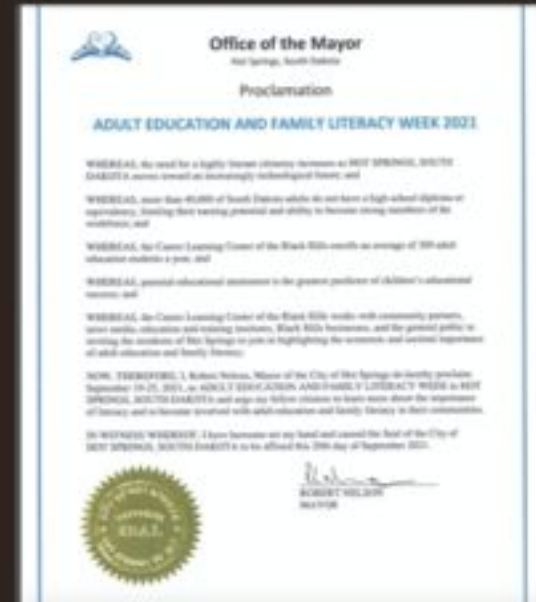 Office of the Mayor
Hot Springs, South Dakota
Proclamation
ADULT EDUCATION AND FAMILY LITERACY WEEK 2021
WHEREAS, the need for a highly literate citizenry increases as HOT SPRINGS, SOUTH
DAKOTA moves toward an increasingly technological future; and
WHEREAS, more than 40,000 of South Dakota adults do not have a high school diploma or
equivalency, limiting their earning potential and ability to become strong members of the
workforce; and
WHEREAS, the Career Learning Center of the Black Hills enrolls an average of adult
education students a year, and
WHEREAS, parental educational attainment is the greatest predictor of children's educational
success; and
WHEREAS, the Career Learning Center of the Black Hills works with community partners,
news media, education and training institutes, Black Hills businesses, and the general public in
inviting the residents of Hot Springs to join in highlighting the economic and societal importance
of adult education and family literacy;
NOW, THEREFORE, I, Robert Nelson, Mayor of the City of Hot Springs do hereby proclaim
September 19-25, 2021, as ADULT EDUCATION AND FAMILY LITERACY WEEK in HOT
SPRINGS, SOUTH DAKOTA and urge my fellow citizens to learn more about the importance
of literacy and to become involved with adult education and family literacy in their communities.
IN WITNESS WHEREOF, I have hereunto set my hand and caused the Seal of the City of
HOT SPRINGS, SOUTH DAKOTA to be affixed this 20th day of September 2021.
ROBERT NELSON
MAYOR
SEAL